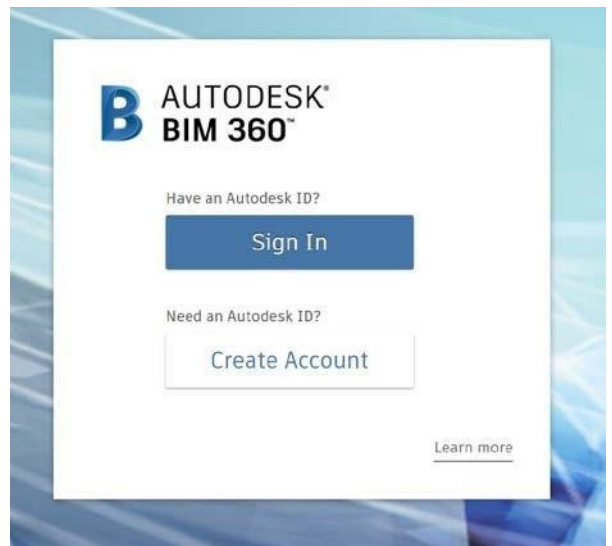 AUTODESK®
BIM 360™
Have an Autodesk ID?
Sign In
Need an Autodesk ID?
Create Account
Learn more